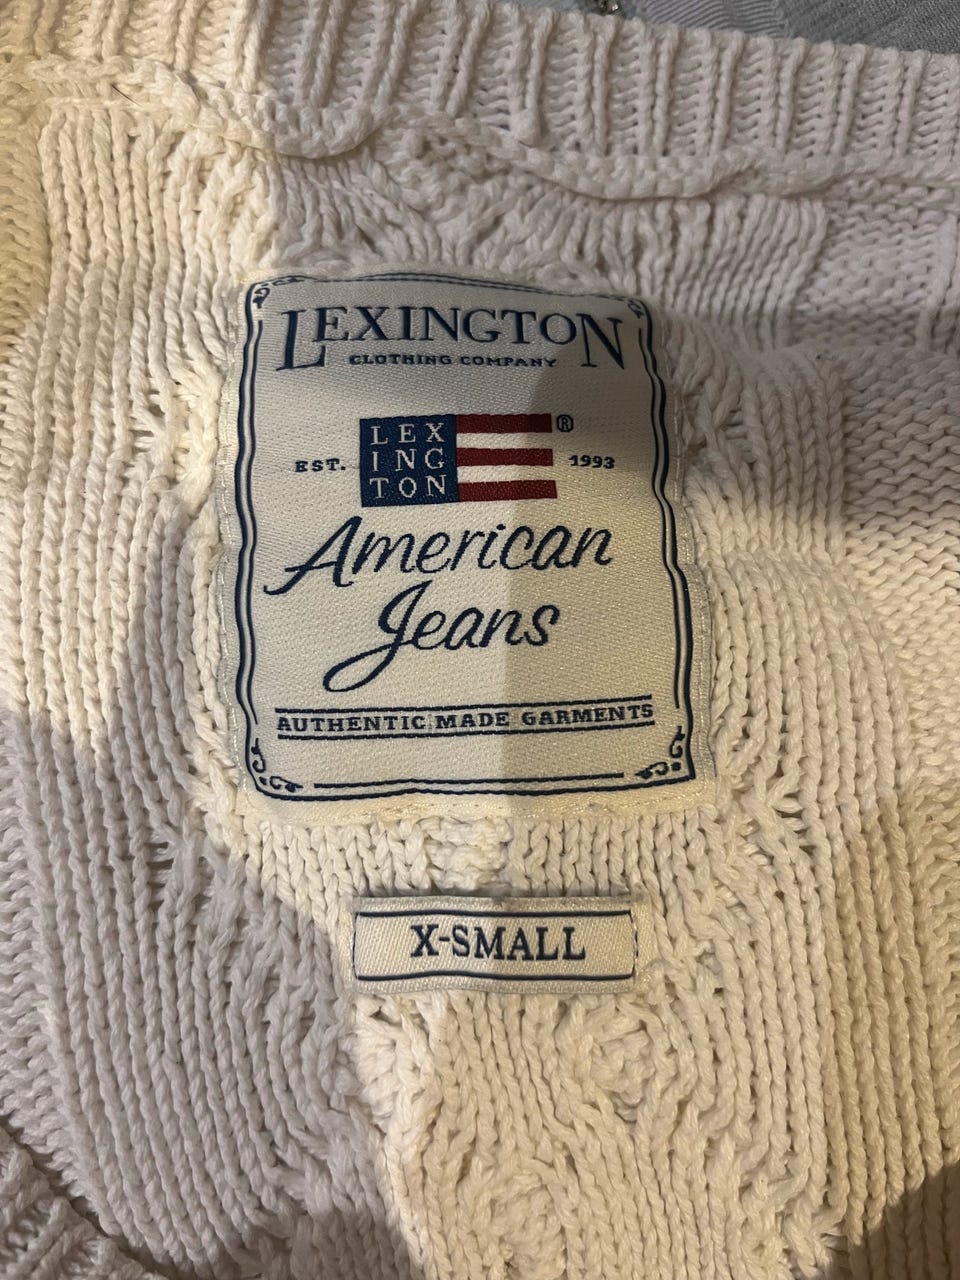 LEXINGTON
CLOTHING COMPANY
LEX
ING
TON
®
EST. 1993
American
Jeans
AUTHENTIC MADE GARMENTS
X-SMALL